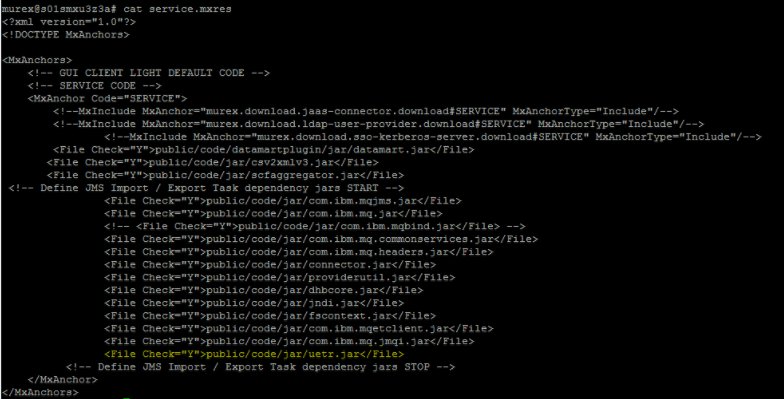 murex@s01smxu3z3a# cat service.mxres
<?xml version="1.0"?>
<!DOCTYPE MxAnchors>
<MxAnchors>
<!-- GUI CLIENT LIGHT DEFAULT CODE -->
<!-- SERVICE CODE -->
<MxAnchor Code="SERVICE">
<!--MxInclude MxAnchor="murex.download.jaas-connector.download#SERVICE" MxAnchorType="Include"/-->
<!--MxInclude MxAnchor="murex.download.ldap-user-provider.download#SERVICE" MxAnchorType="Include"/-->
<!--MxInclude MxAnchor="murex.download.sso-kerberos-server.download#SERVICE" MxAnchorType="Include"/-->
<File Check="Y">public/code/datamartplugin/jar/datamart.jar</File>
<File Check="Y">public/code/jar/csv2xmlv3.jar</File>
<File Check="Y">public/code/jar/scfaggregator.jar</File>
<!-- Define JMS Import / Export Task dependency jars START -->
<File Check="Y">public/code/jar/com.ibm.mqjms.jar</File>
<File Check="Y">public/code/jar/com.ibm.mq.jar</File>
<!-- <File Check="Y">public/code/jar/com.ibm.mqbind.jar</File> -->
<File Check="Y">public/code/jar/com.ibm.mq.commonservices.jar</File>
<File Check="Y">public/code/jar/com.ibm.mq.headers.jar</File>
<File Check="Y">public/code/jar/connector.jar</File>
<File Check="Y">public/code/jar/providerutil.jar</File>
<File Check="Y">public/code/jar/dhbcore.jar</File>
<File Check="Y">public/code/jar/jndi.jar</File>
<File Check="Y">public/code/jar/fscontext.jar</File>
<File Check="Y">public/code/jar/com.ibm.mqetclient.jar</File>
<File Check="Y">public/code/jar/com.ibm.mq.jmqi.jar</File>
<File Check="Y">public/code/jar/uetr.jar</File>
<!-- Define JMS Import / Export Task dependency jars STOP -->
</MxAnchor>
</MxAnchors>